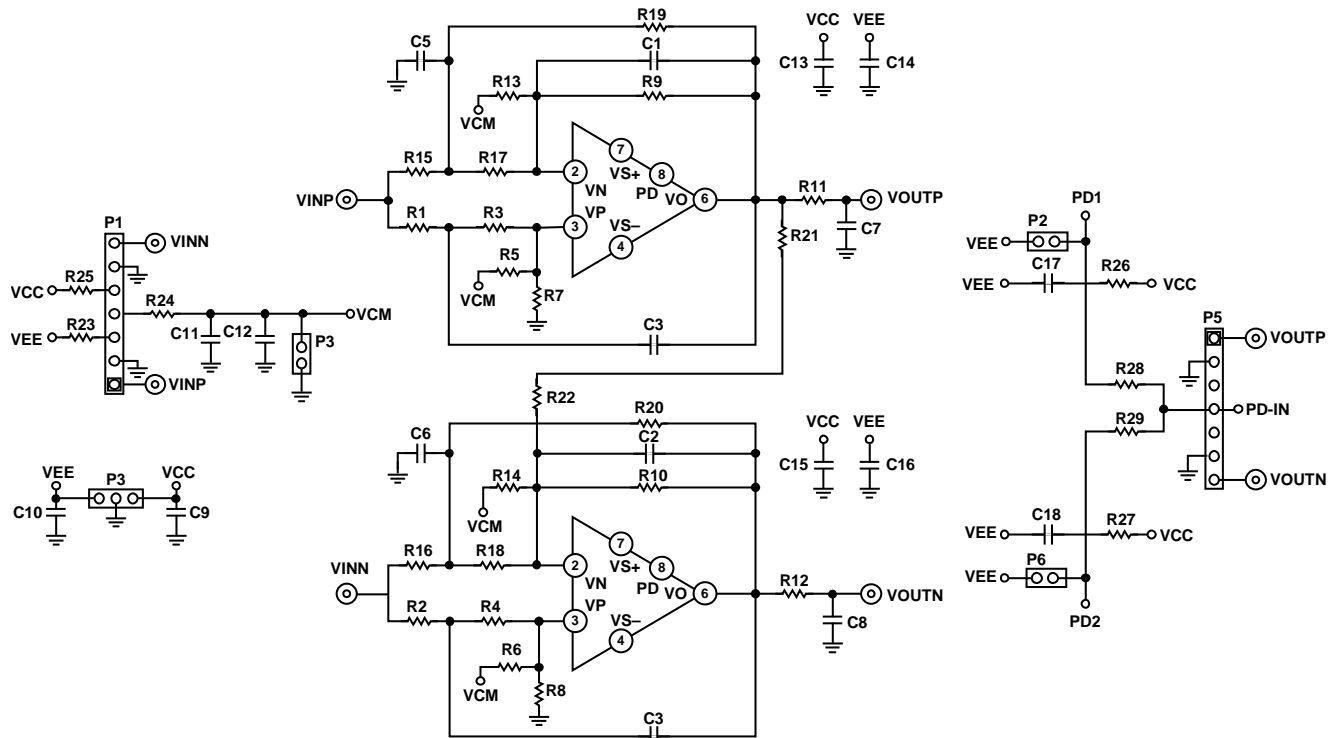 R19
VCC VEE
C5
C1
C13
C14
R13
R9
VCM
7
R15
R17
2
VS+
8
VN
PD
VO
6
R11
VINP
VOUTP
R1
R3
VP
3
VS–
4
C7
R21
R5
VCM
R7
C3
P1
VINN
R25
VCC
R24
VCM
R23
VEE
C11
C12
P3
VINP
PD1
P2
VEE
C17
R26
VEE
VCC
P5
VOUTP
R28
PD-IN
R29
VOUTN
C18
R27
VEE
VCC
P6
VEE
PD2
R22
R20
VCC VEE
C6
C2
C15
C16
R14
R10
VCM
7
R16
R18
2
VS+
8
VN
PD
VO
6
R12
VINN
VOUTN
R2
R4
VP
3
VS–
4
C8
R6
VCM
R8
C3
VEE
P3
VCC
C10
C9